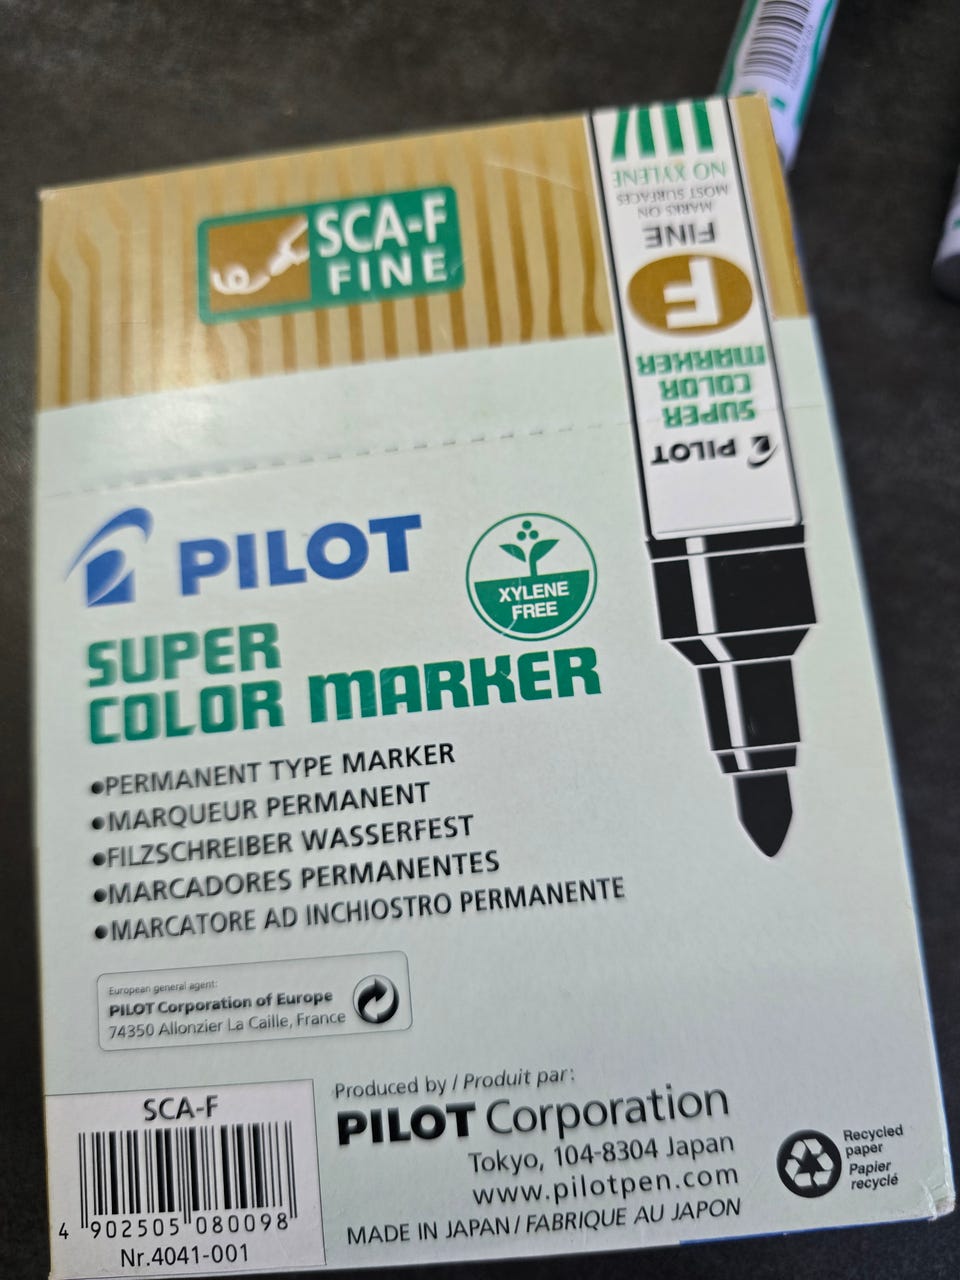 SCA-F
FINE
NO XYLENE
MARKS ON
MOST SURFACES
FINE
F
SUPER
COLOR
MARKER
PILOT
PILOT
XYLENE
FREE
SUPER
COLOR MARKER
•PERMANENT TYPE MARKER
•MARQUEUR PERMANENT
•FILZSCHREIBER WASSERFEST
•MARCADORES PERMANENTES
•MARCATORE AD INCHIOSTRO PERMANENTE
European general agent:
PILOT Corporation of Europe
74350 Allonzier La Caille, France
SCA-F
4 902505 080098
Nr.4041-001
Produced by / Produit par:
PILOT Corporation
Tokyo, 104-8304 Japan
www.pilotpen.com
MADE IN JAPAN / FABRIQUE AU JAPON
Recycled
paper
Papier
recyclé